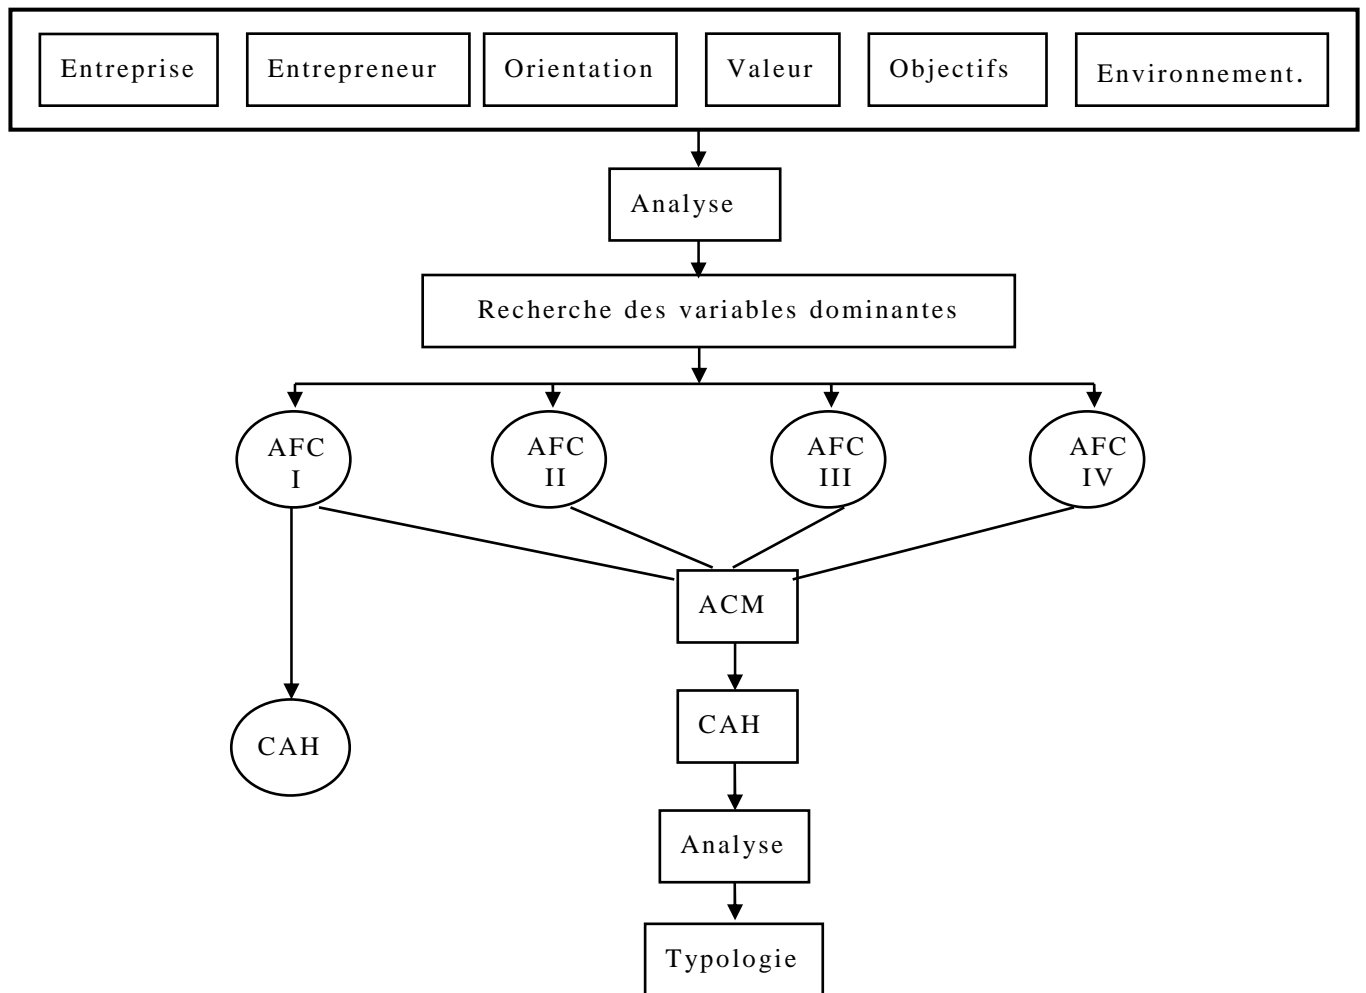 Entreprise
Entrepreneur
Orientation
Valeur
Objectifs
Environnement.
Analyse
Recherche des variables dominantes
AFC
I
AFC
II
AFC
III
AFC
IV
ACM
CAH
CAH
Analyse
Typologie